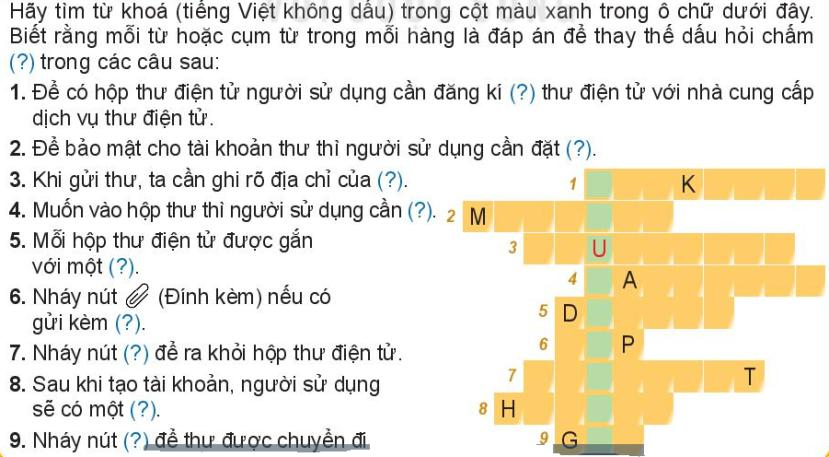 Hãy tìm từ khoá (tiếng Việt không dấu) rong cột màu xanh trong ô chữ dưới đây.
Biết rằng mỗi từ hoặc cụm từ trong mỗi hàng là đáp án để thay thế dấu hỏi chấm
(?) trong các câu sau:
1. Để có hộp thư điện tử người sử dụng cần đăng kí (?) thư điện tử với nhà cung cấp
dịch vụ thư điện tử.
2. Để bảo mật cho tài khoản thư thì người sử dụng cần đặt (?).
3. Khi gửi thư, ta cần ghi rõ địa chỉ của (?).
4. Muốn vào hộp thư thì người sử dụng cần (?).
5. Mỗi hộp thư điện tử được gắn
với một (?).
6. Nháy nút (Đính kèm) nếu có
gửi kèm (?).
7. Nháy nút (?) để ra khỏi hộp thư điện tử.
8. Sau khi tạo tài khoản, người sử dụng
sẽ có một (?).
9. Nháy nút (?) để thư được chuyển đi
1 K
2 M
3 U
4 A
5 D
6 P
7 T
8 H
9 G